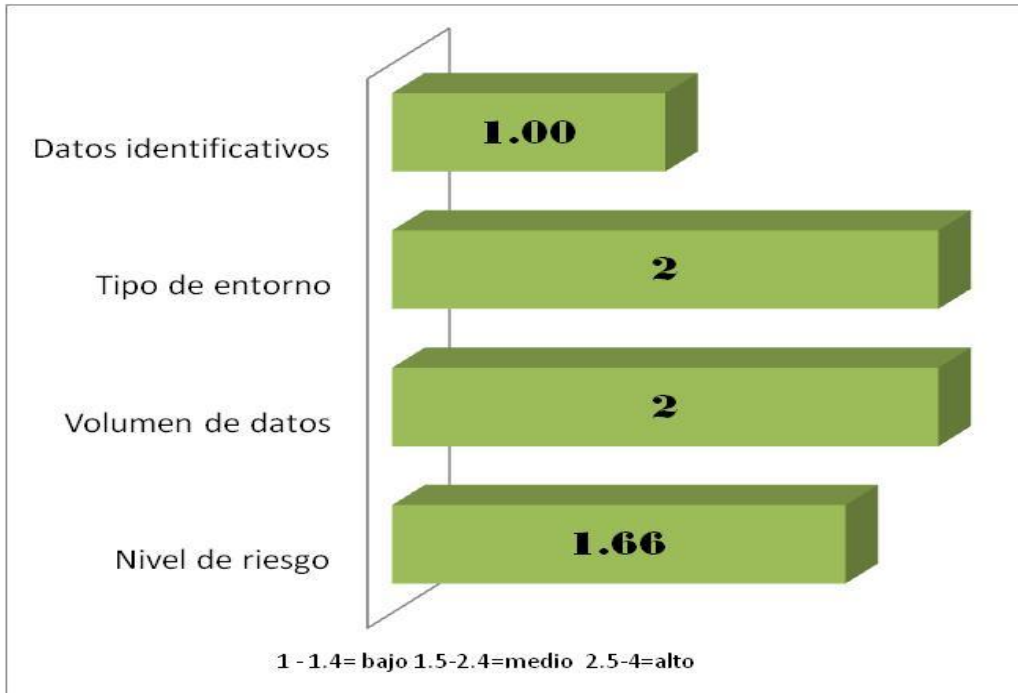 Datos identificativos 1.00
Tipo de entorno 2
Volumen de datos 2
Nivel de riesgo 1.66
1 - 1.4= bajo 1.5-2.4=medio 2.5-4=alto